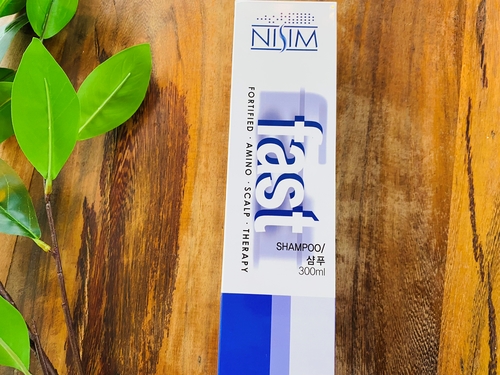 NISIM
fast
FORTIFIED · AMINO · SCALP · THERAPY
SHAMPOO/
샴푸
300ml